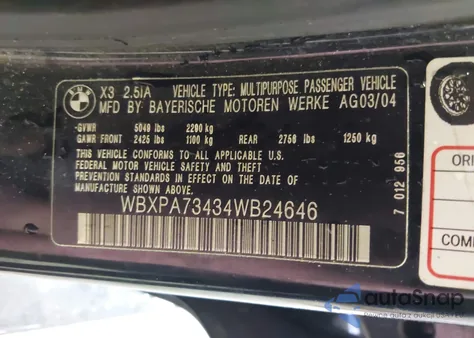 X3 2.5iA VEHICLE TYPE: MULTIPURPOSE PASSENGER VEHICLE
MFD BY BAYERISCHE MOTOREN WERKE AG03/04
GVWR 5049 lbs 2290 kg
GAWR FRONT 2425 lbs 1100 kg REAR 2756 lbs 1250 kg
THIS VEHICLE CONFORMS TO ALL APPLICABLE U.S.
FEDERAL MOTOR VEHICLE SAFETY AND THEFT
PREVENTION STANDARDS IN EFFECT ON THE DATE OF
MANUFACTURE SHOWN ABOVE.
WBXPA73434WB24646
7 012 966
ORI
COMP
autoSnap